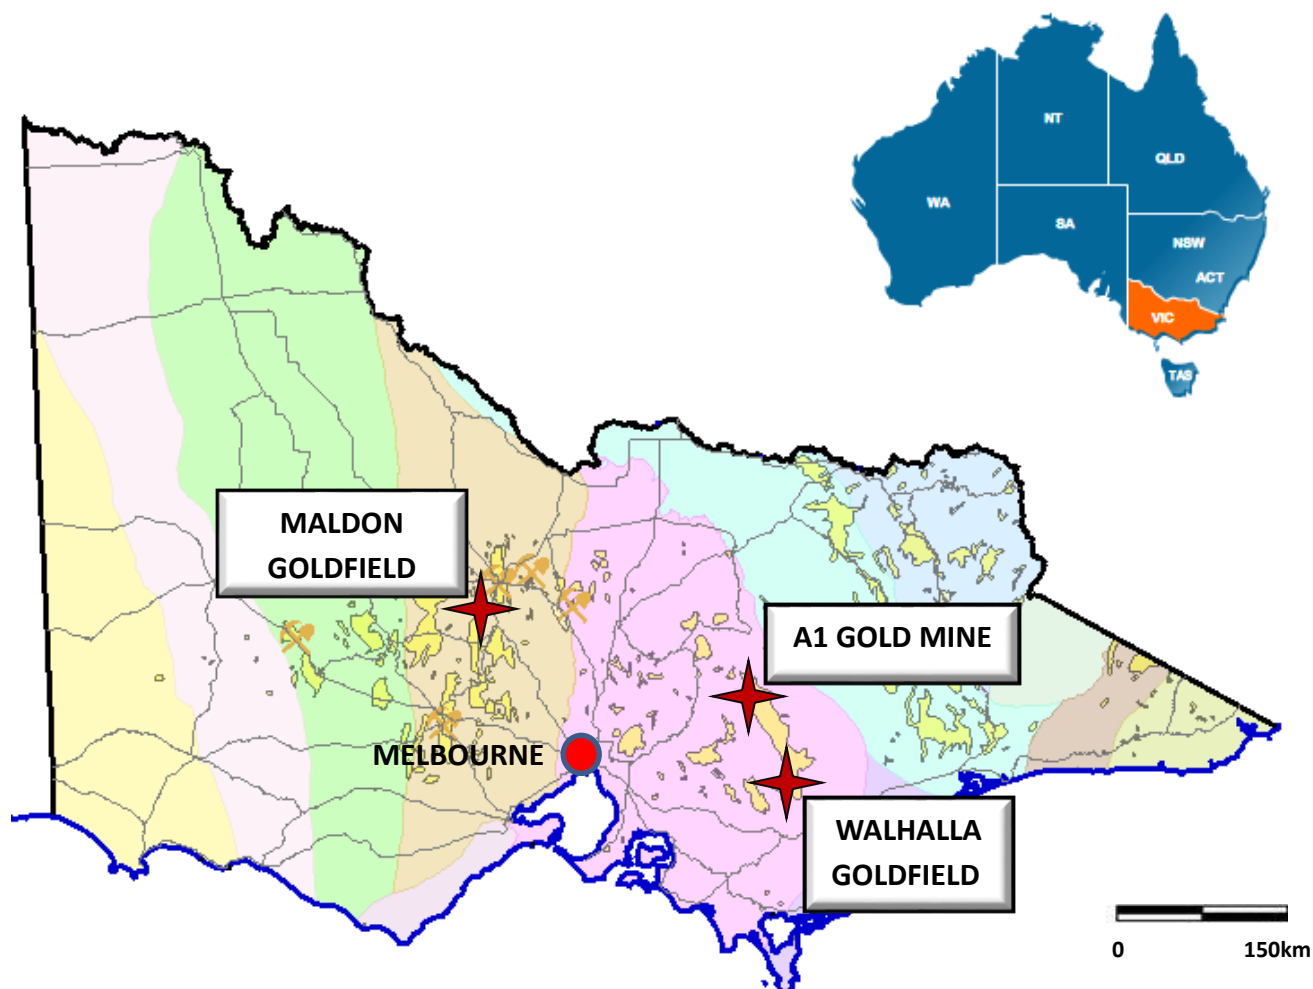 NT
QLD
WA
SA
NSW
ACT
VIC
TAS
MALDON
GOLDFIELD
A1 GOLD MINE
MELBOURNE
WALHALLA
GOLDFIELD
0 150km